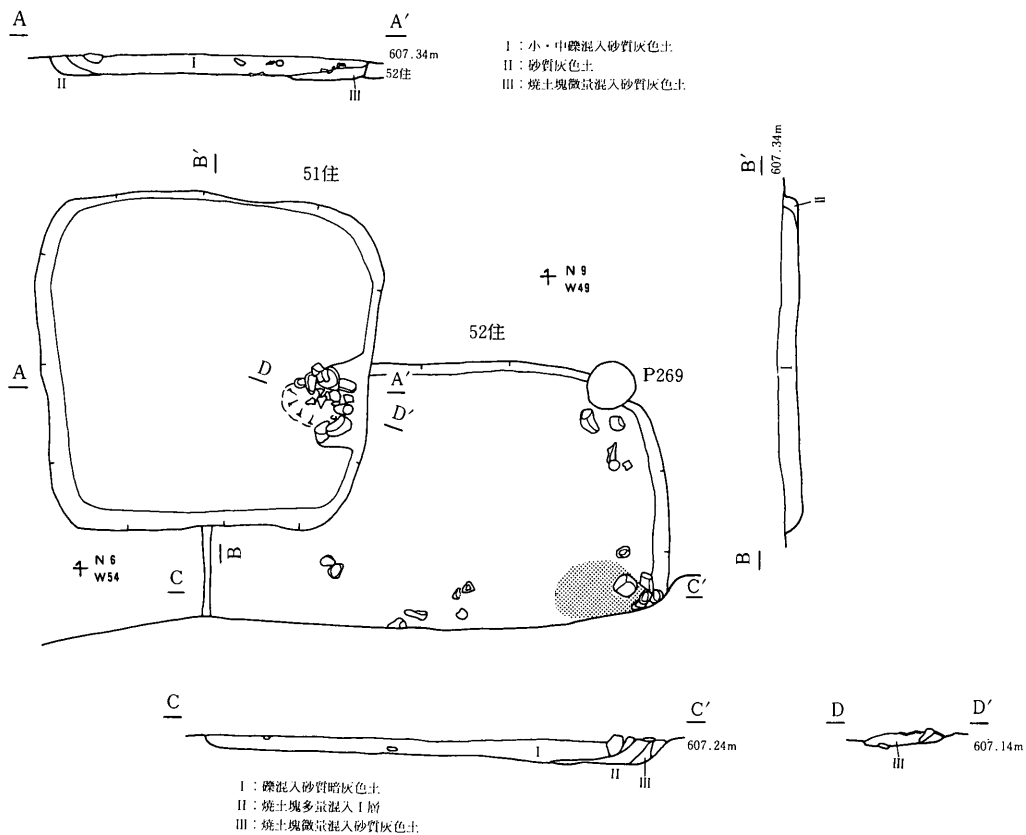 A
A′
607.34m
52住
I
II
III
I：小・中礫混入砂質灰色土
II：砂質灰色土
III：焼土塊微量混入砂質灰色土
B′
51住
B′
607.34m
II
N 9
W49
52住
D
A
A′
P269
D′
I
N 6
W54
B
C
B
C′
C
C′
D
D′
I
607.24m
607.14m
II
III
III
I：礫混入砂質暗灰色土
II：焼土塊多量混入I層
III：焼土塊微量混入砂質灰色土